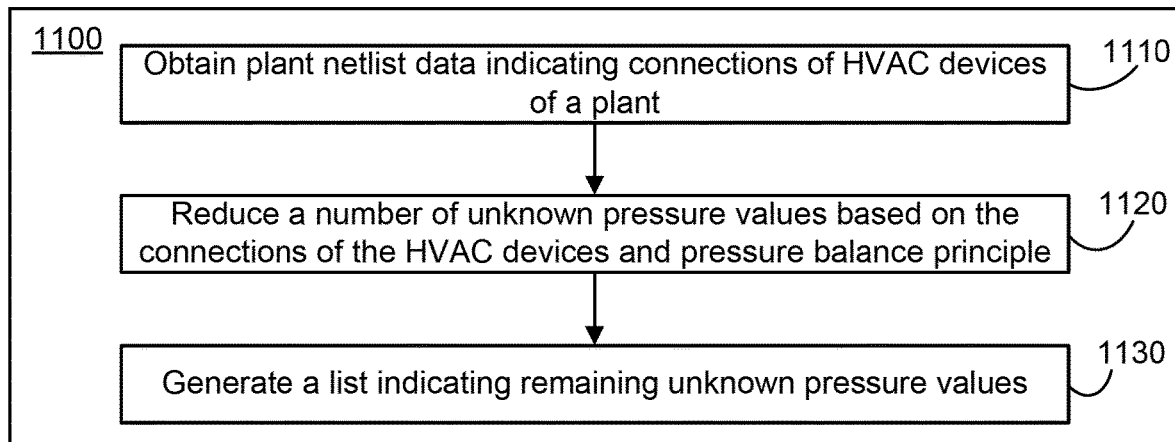 1100
Obtain plant netlist data indicating connections of HVAC devices
of a plant
1110
Reduce a number of unknown pressure values based on the
connections of the HVAC devices and pressure balance principle
1120
Generate a list indicating remaining unknown pressure values
1130